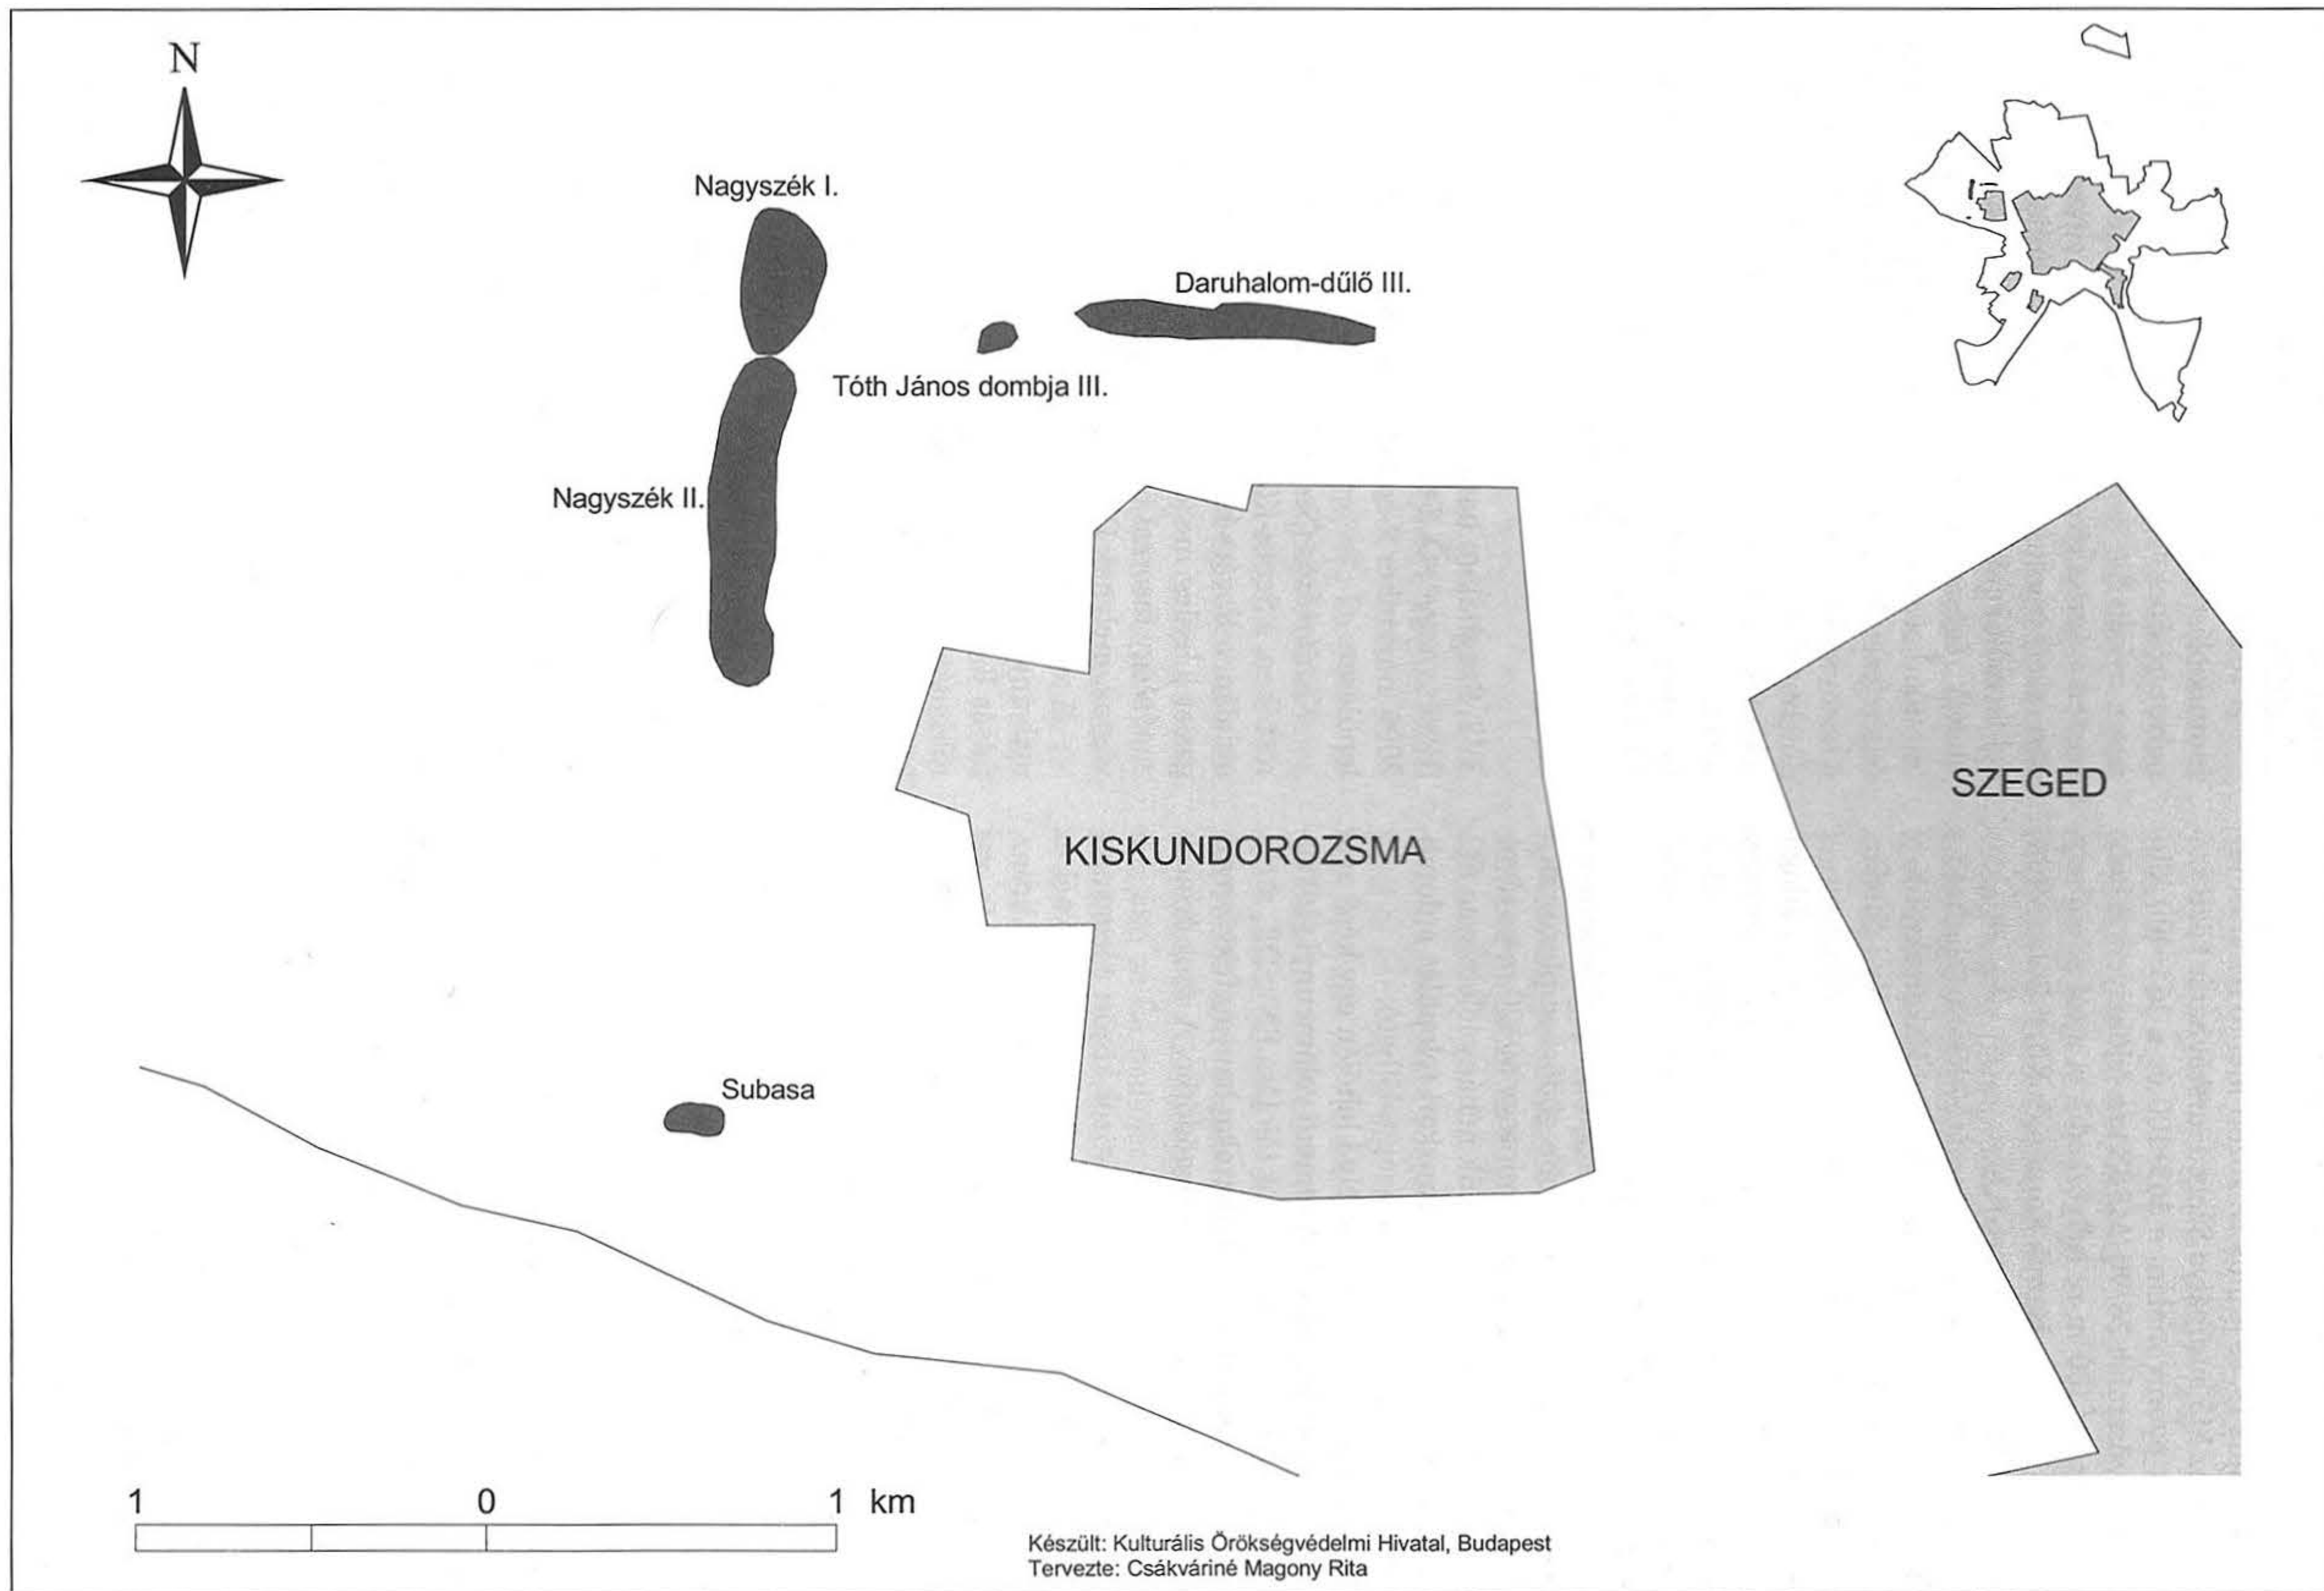 N
Nagyszék I.
Daruhalom-dűlő III.
Tóth János dombja III.
Nagyszék II.
SZEGED
KISKUNDOROZSMA
Subasa
1 0 1 km
Készült: Kulturális Örökségvédelmi Hivatal, Budapest
Tervezte: Csákváriné Magony Rita